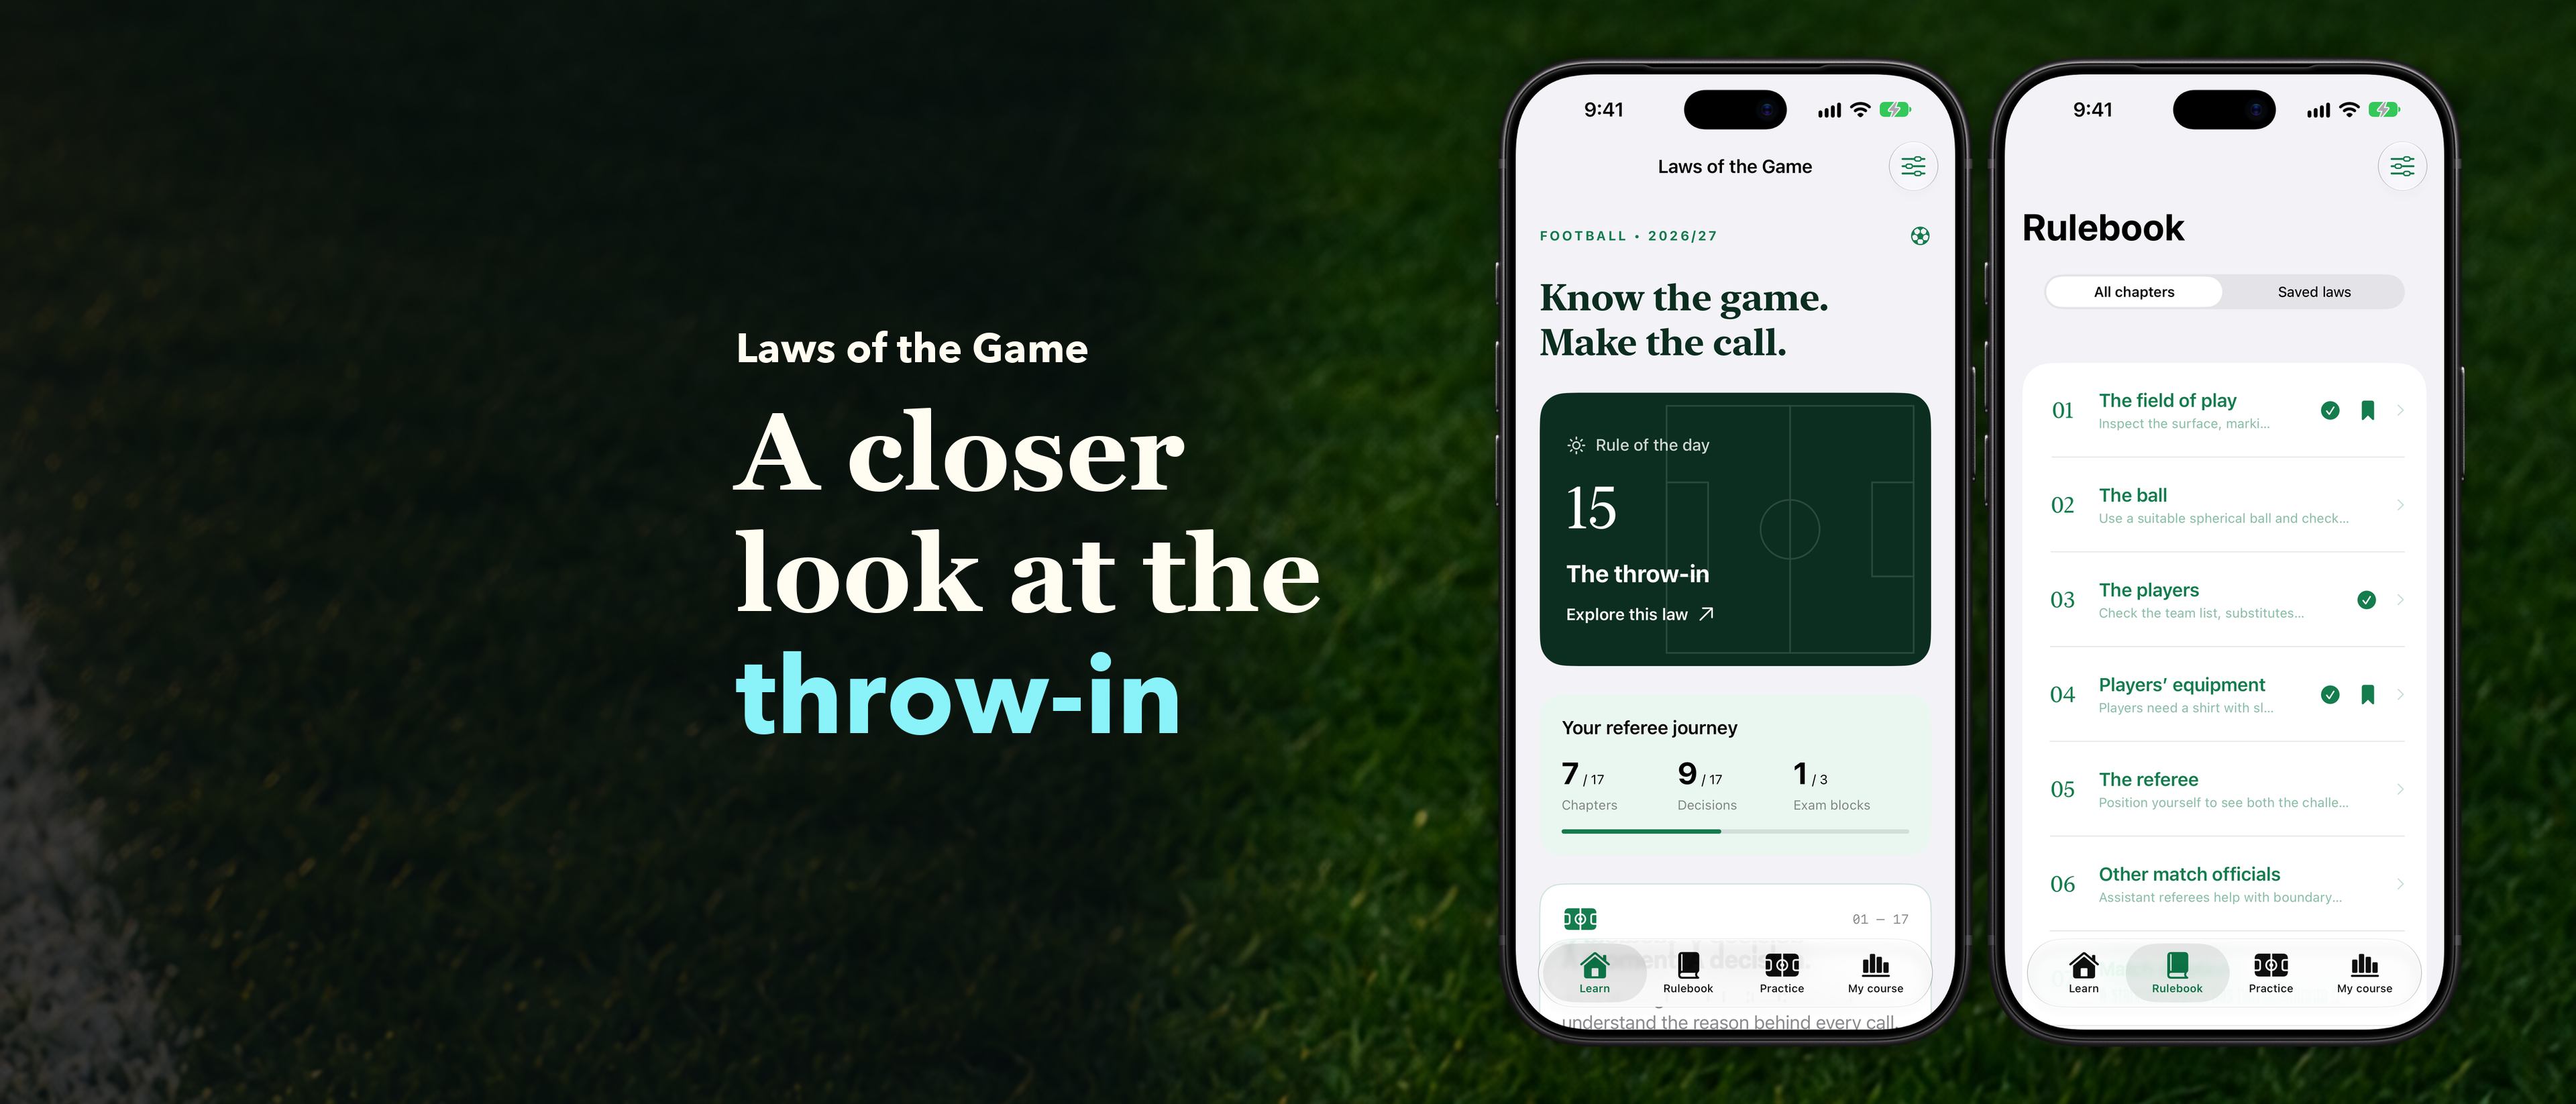 Laws of the Game
A closer
look at the
throw-in
9:41
Laws of the Game
FOOTBALL • 2026/27
Know the game.
Make the call.
Rule of the day
15
The throw-in
Explore this law
Your referee journey
7 / 17
Chapters
9 / 17
Decisions
1 / 3
Exam blocks
01 — 17
understand the reason behind every call.
Learn
Rulebook
Practice
My course
9:41
Rulebook
All chapters
Saved laws
01
The field of play
Inspect the surface, marki...
02
The ball
Use a suitable spherical ball and check...
03
The players
Check the team list, substitutes...
04
Players’ equipment
Players need a shirt with sl...
05
The referee
Position yourself to see both the challe...
06
Other match officials
Assistant referees help with boundary...
Learn
Rulebook
Practice
My course